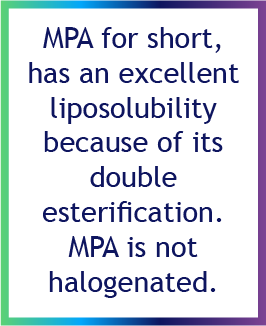 MPA for short,
has an excellent
liposolubility
because of its
double
esterification.
MPA is not
halogenated.